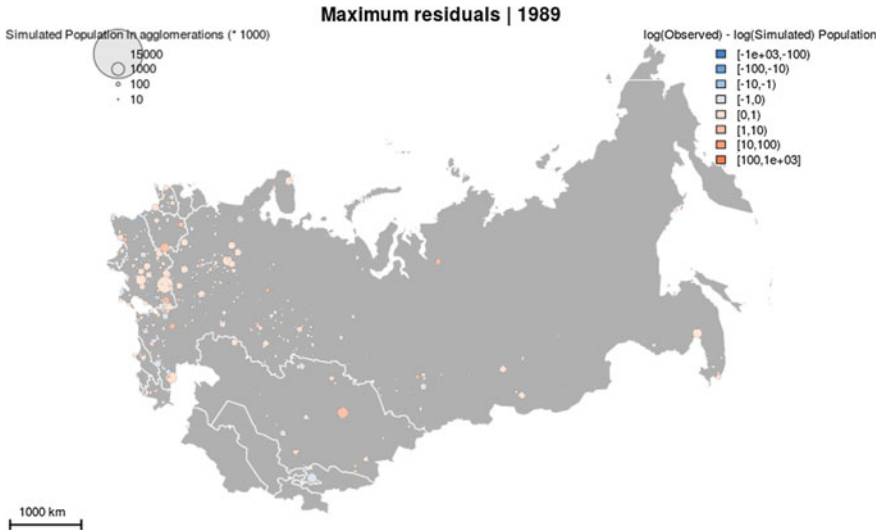 Maximum residuals | 1989
Simulated Population in agglomerations (* 1000)
15000
1000
100
10
log(Observed) - log(Simulated) Population
[-1e+03,-100)
[-100,-10)
[-10,-1)
[-1,0)
[0,1)
[1,10)
[10,100)
[100,1e+03]
1000 km